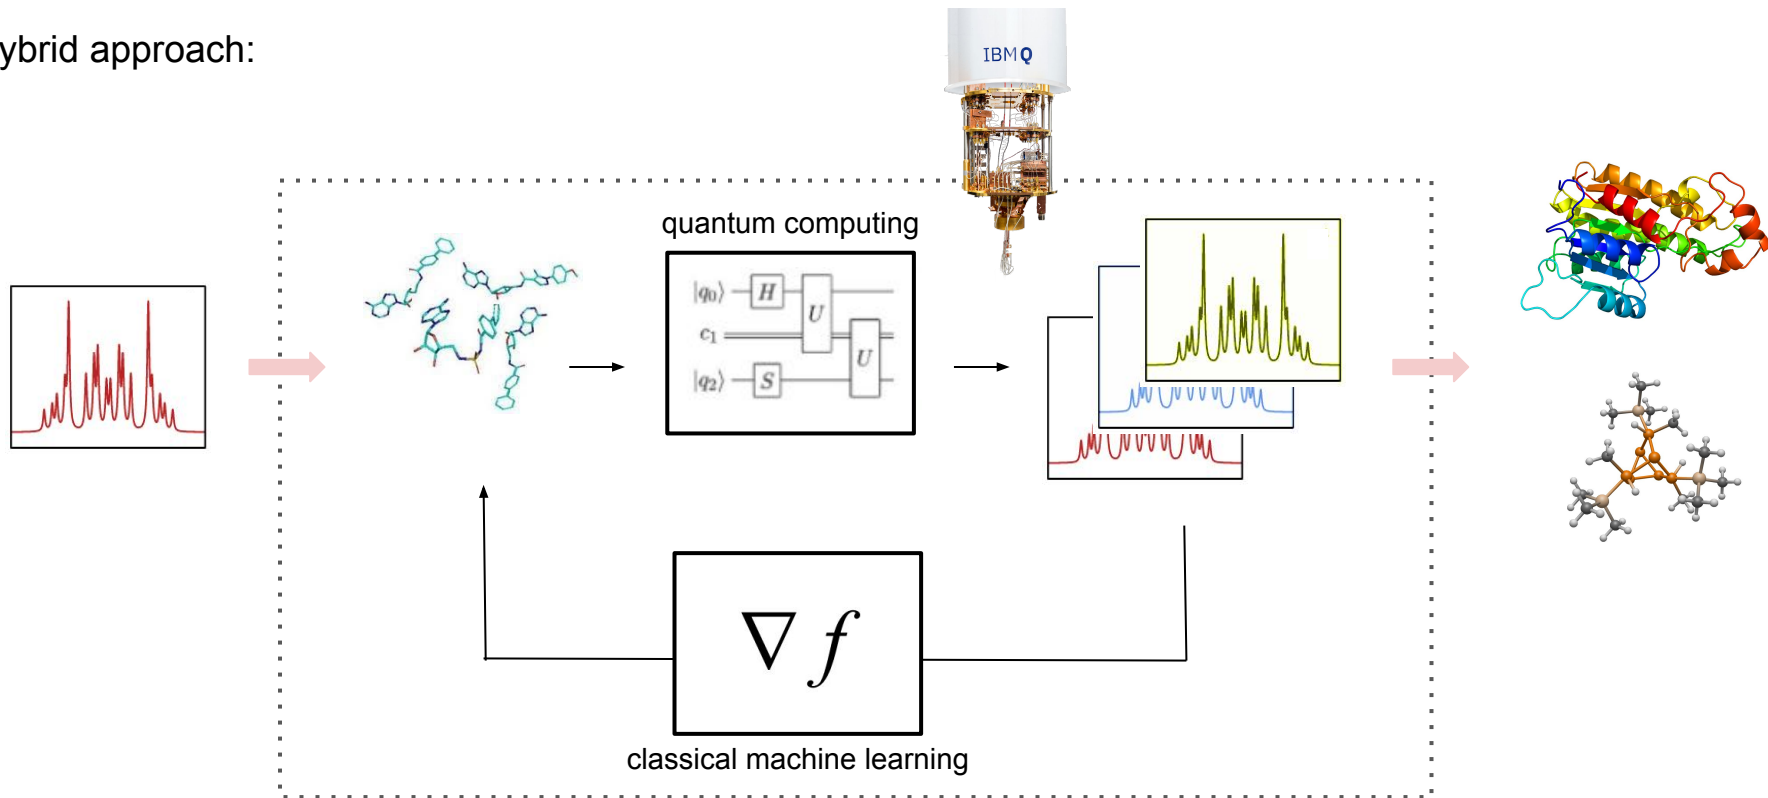 ybrid approach:
IBM Q
quantum computing
|q₀⟩ H U
c₁
|q₂⟩ S U
∇ f
classical machine learning